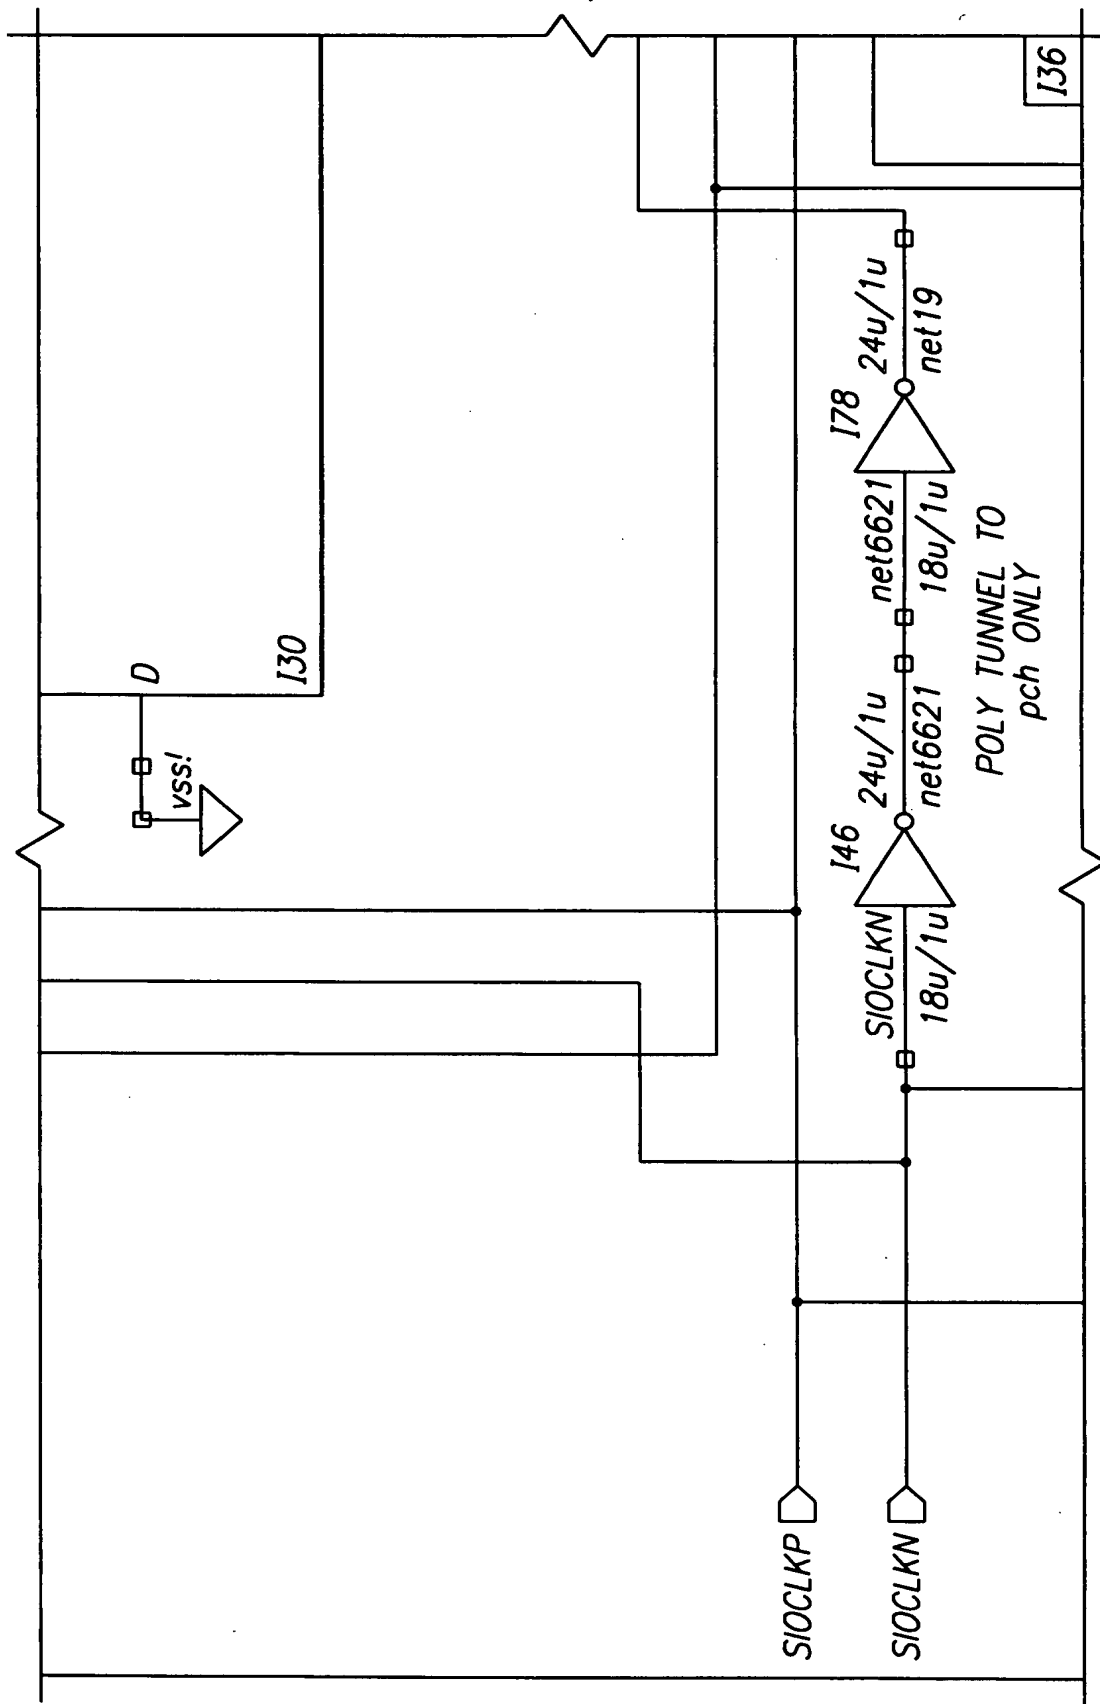 D
vss!
I30
I36
I46
24u/1u
SIOCLKN
18u/1u
net6621
I78
24u/1u
net6621
18u/1u
net19
POLY TUNNEL TO
pch ONLY
SIOCLKP
SIOCLKN